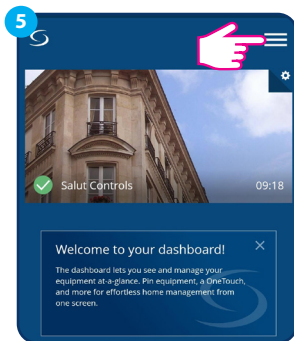 5
Salut Controls 09:18
Welcome to your dashboard!
The dashboard lets you see and manage your
equipment at-a-glance. Pin equipment, a OneTouch,
and more for effortless home management from
one screen.